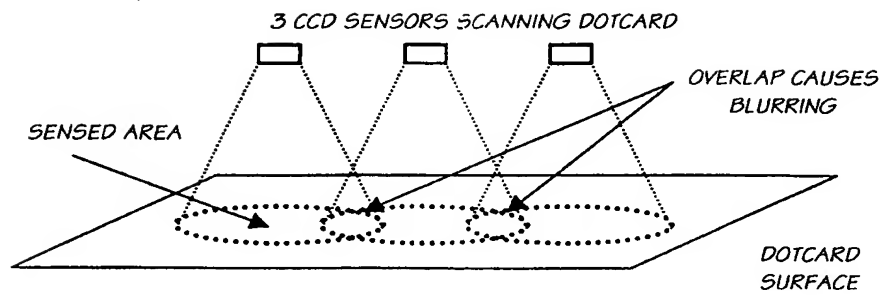 3 CCD SENSORS SCANNING DOTCARD
OVERLAP CAUSES
BLURRING
SENSED AREA
DOTCARD
SURFACE